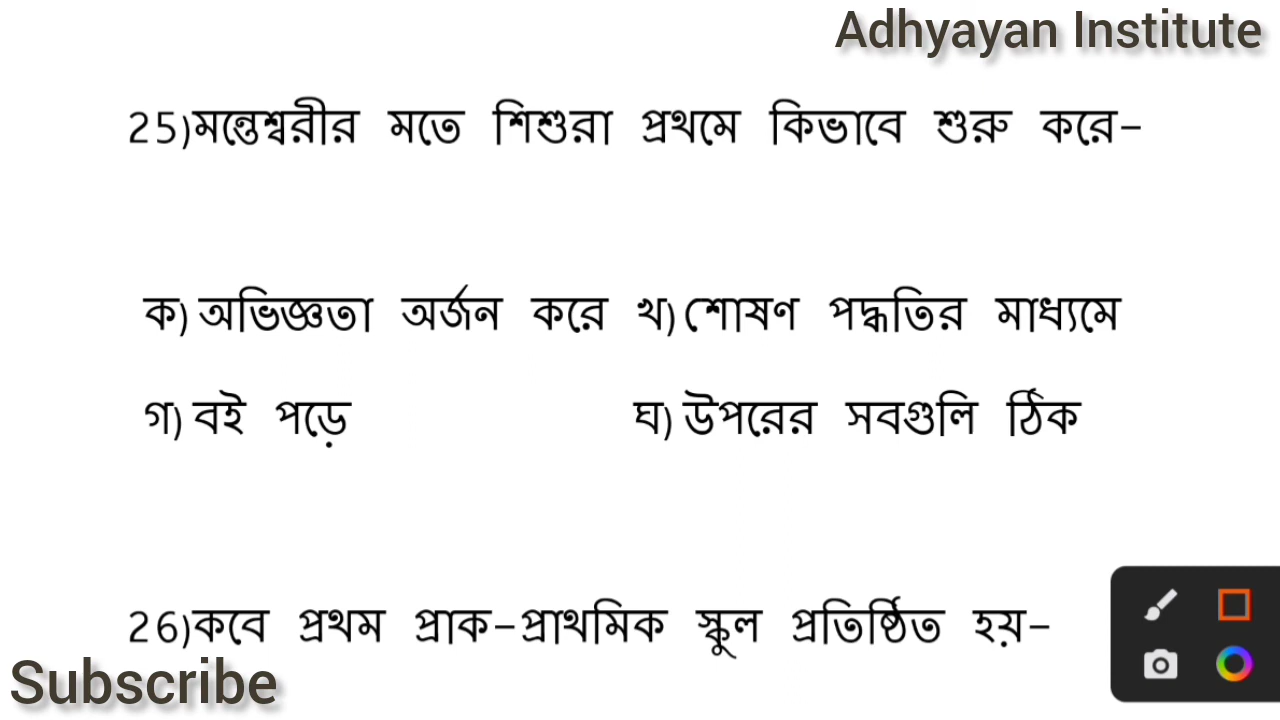 Adhyayan Institute
25)মন্তেশ্বরীর মতে শিশুরা প্রথমে কিভাবে শুরু করে-
ক) অভিজ্ঞতা অর্জন করে খ) শোষণ পদ্ধতির মাধ্যমে
গ) বই পড়ে ঘ) উপরের সবগুলি ঠিক
26)কবে প্রথম প্রাক-প্রাথমিক স্কুল প্রতিষ্ঠিত হয়-
Subscribe